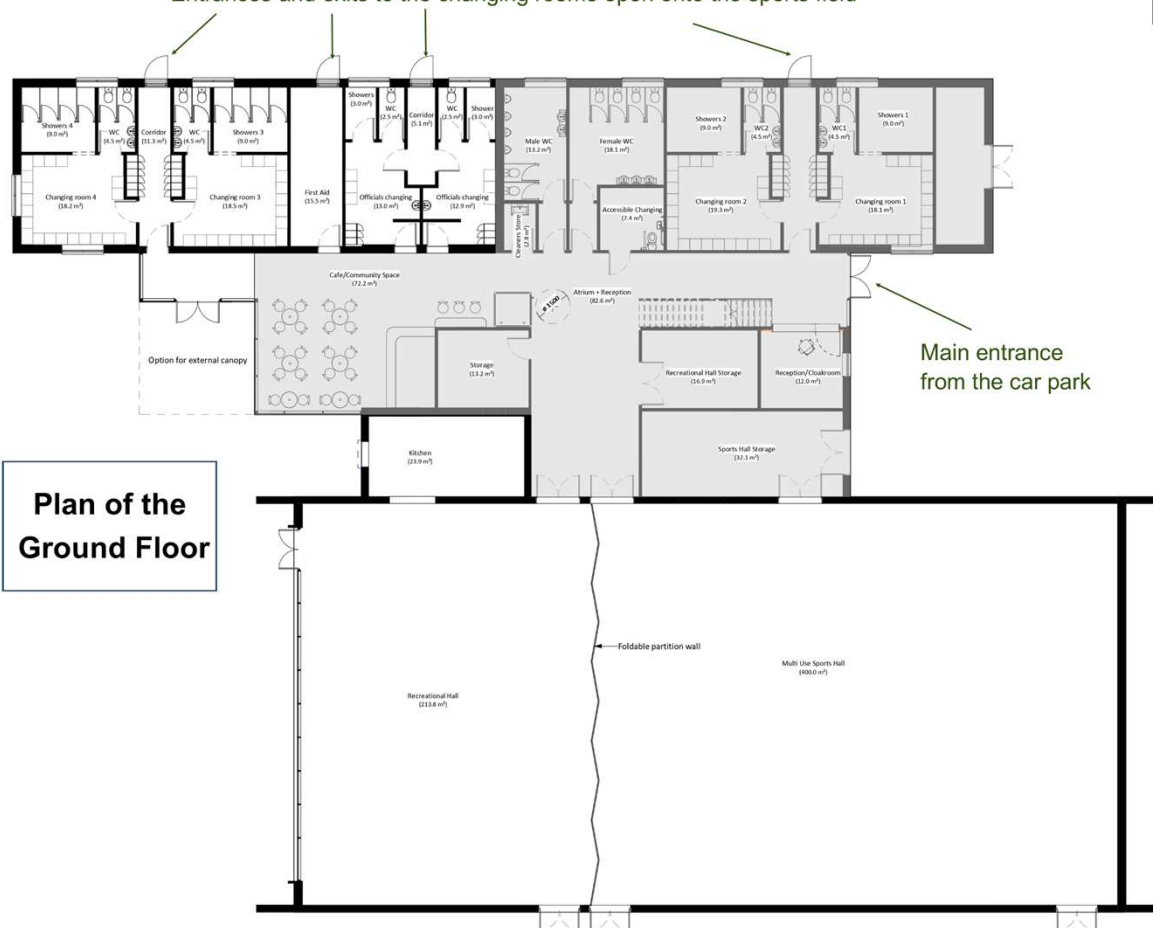 Entrances and exits to the changing rooms open onto the sports field
Showers 4
(9.0 m²)
WC
(4.5 m²)
Corridor
(11.3 m²)
WC
(4.5 m²)
Showers 3
(9.0 m²)
Showers
(3.0 m²)
WC
(2.5 m²)
Corridor
(5.1 m²)
WC
(2.5 m²)
Shower
(3.0 m²)
Male WC
(13.2 m²)
Female WC
(18.1 m²)
Showers 2
(9.0 m²)
WC2
(4.5 m²)
WC1
(4.5 m²)
Showers 1
(9.0 m²)
Changing room 4
(18.2 m²)
Changing room 3
(18.5 m²)
First Aid
(15.5 m²)
Officials changing
(13.0 m²)
Officials changing
(12.9 m²)
Cleaners Store
(2.8 m²)
Accessible Changing
(7.4 m²)
Changing room 2
(19.3 m²)
Changing room 1
(18.1 m²)
Cafe/Community Space
(72.2 m²)
ø 1500
Atrium + Reception
(82.6 m²)
Option for external canopy
Storage
(13.2 m²)
Recreational Hall Storage
(16.9 m²)
Reception/Cloakroom
(12.0 m²)
Main entrance
from the car park
Kitchen
(23.9 m²)
Sports Hall Storage
(32.1 m²)
Plan of the
Ground Floor
Foldable partition wall
Recreational Hall
(213.8 m²)
Multi Use Sports Hall
(400.0 m²)